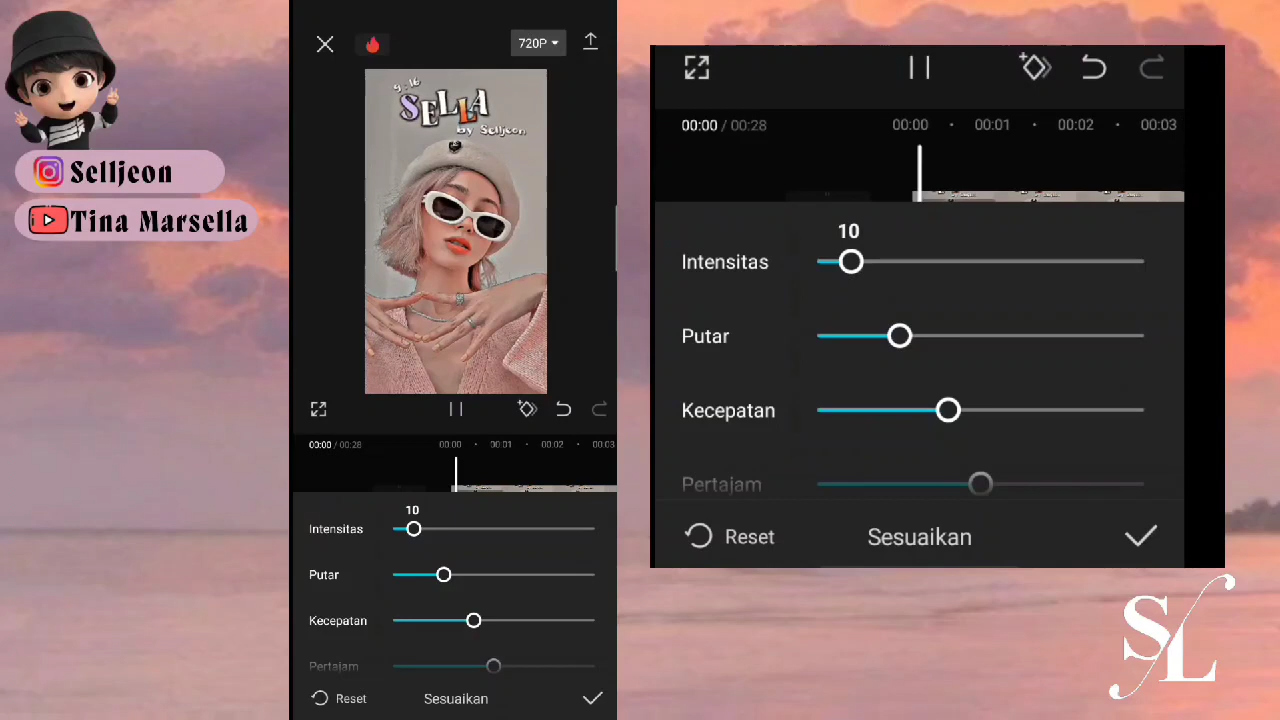 Selljeon
Tina Marsella
720P
SELLA
by Selljeon
00:00 / 00:28
00:00
00:01
00:02
00:03
10
Intensitas
Putar
Kecepatan
Pertajam
Reset
Sesuaikan
00:00 / 00:28
00:00
00:01
00:02
00:03
10
Intensitas
Putar
Kecepatan
Pertajam
Reset
Sesuaikan
SL